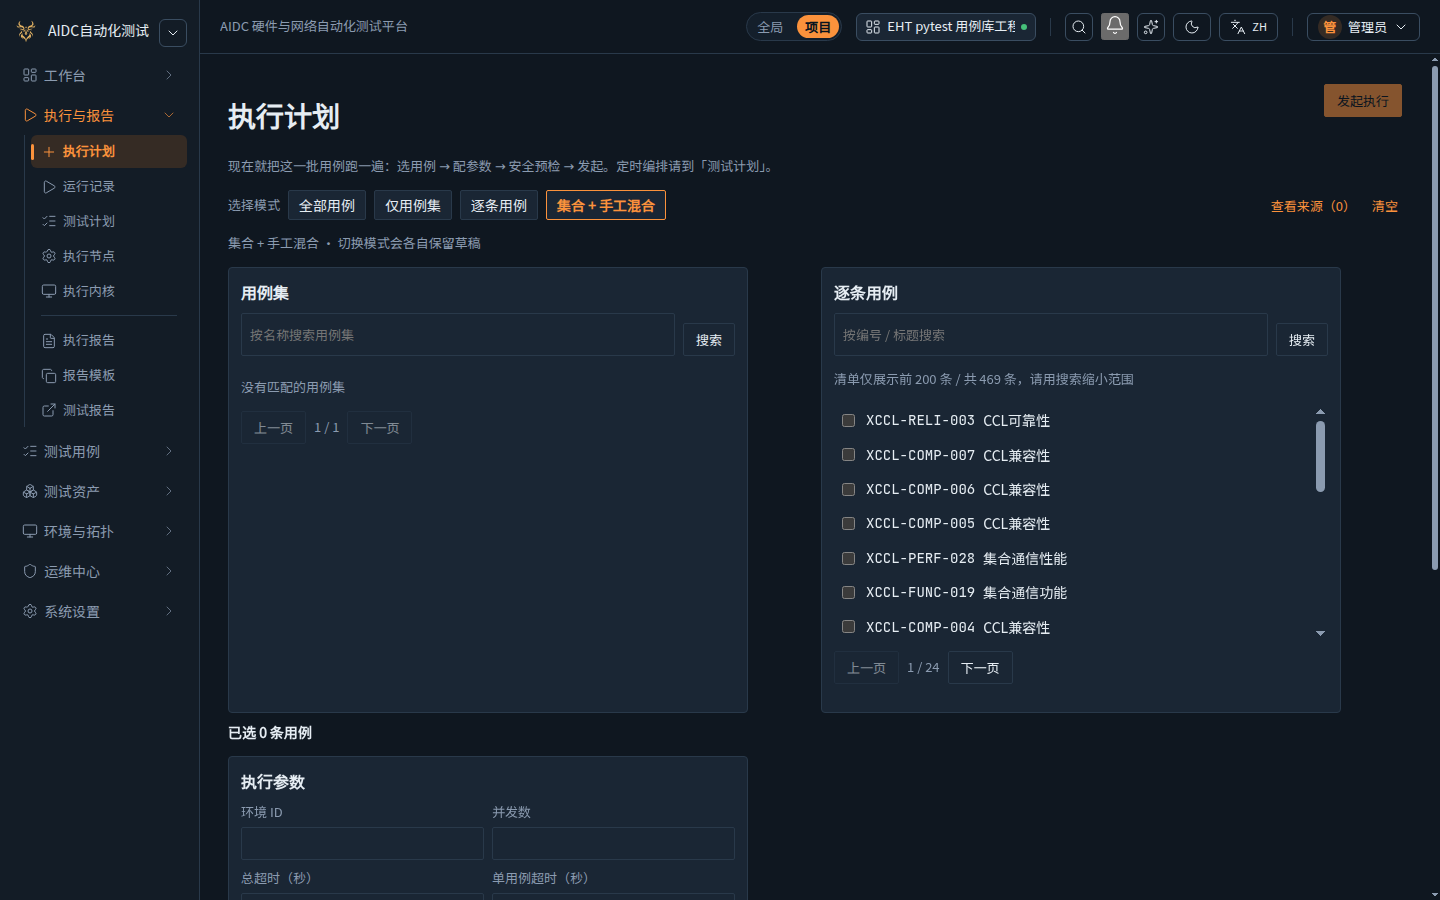 AIDC自动化测试
AIDC 硬件与网络自动化测试平台
全局 项目
EHT pytest 用例库工程
ZH
管 管理员
工作台
执行与报告
执行计划
运行记录
测试计划
执行节点
执行内核
执行报告
报告模板
测试报告
测试用例
测试资产
环境与拓扑
运维中心
系统设置
执行计划
发起执行
现在就把这一批用例跑一遍：选用例 → 配参数 → 安全预检 → 发起。定时编排请到「测试计划」。
选择模式 全部用例 仅用例集 逐条用例 集合 + 手工混合
查看来源（0） 清空
集合 + 手工混合 · 切换模式会各自保留草稿
用例集
按名称搜索用例集 搜索
没有匹配的用例集
上一页 1 / 1 下一页
逐条用例
按编号 / 标题搜索 搜索
清单仅展示前 200 条 / 共 469 条，请用搜索缩小范围
XCCL-RELI-003 CCL可靠性
XCCL-COMP-007 CCL兼容性
XCCL-COMP-006 CCL兼容性
XCCL-COMP-005 CCL兼容性
XCCL-PERF-028 集合通信性能
XCCL-FUNC-019 集合通信功能
XCCL-COMP-004 CCL兼容性
上一页 1 / 24 下一页
已选 0 条用例
执行参数
环境 ID 并发数
总超时（秒） 单用例超时（秒）